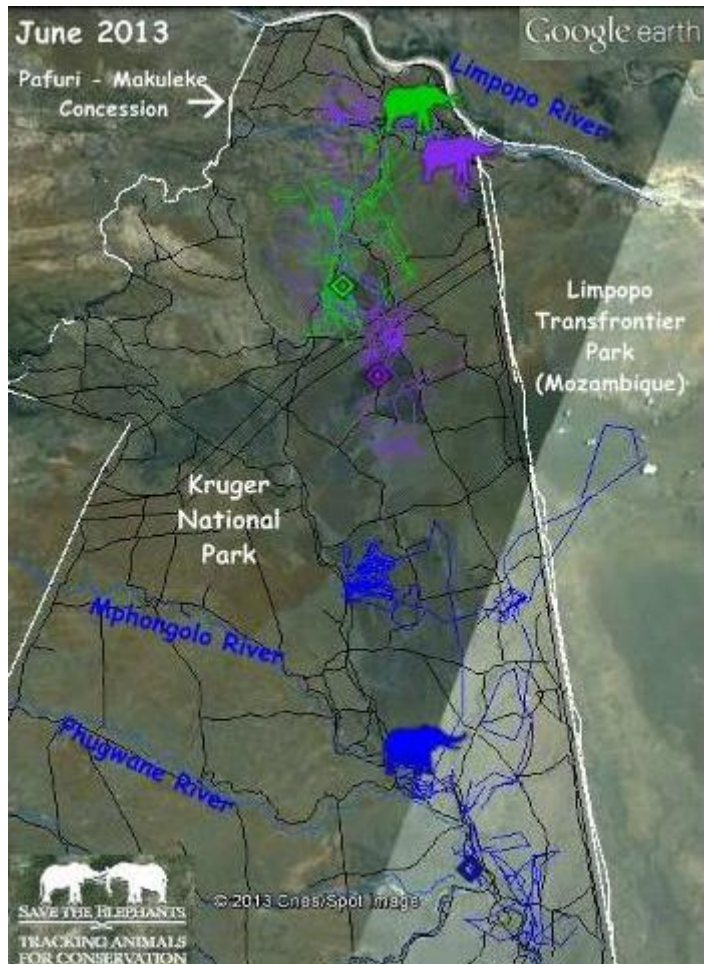 June 2013
Google earth
Pafuri - Makuleke
Concession
Limpopo River
Limpopo
Transfrontier
Park
(Mozambique)
Kruger
National
Park
Mphongolo River
Phugwane River
SAVE THE ELEPHANTS
TRACKING ANIMALS
FOR CONSERVATION
© 2013 Cnes/Spot Image